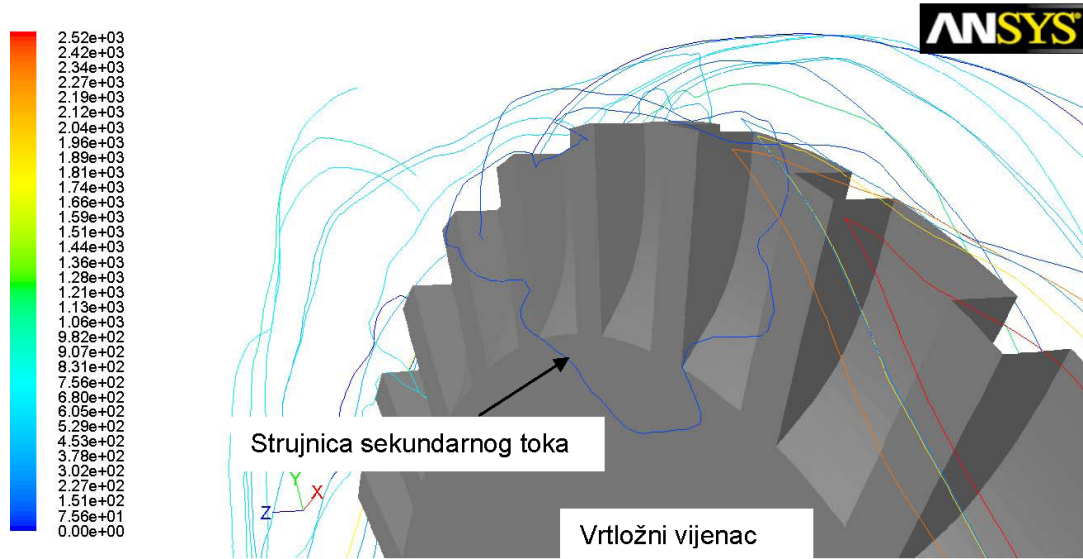 2.52e+03
2.42e+03
2.34e+03
2.27e+03
2.19e+03
2.12e+03
2.04e+03
1.96e+03
1.89e+03
1.81e+03
1.74e+03
1.66e+03
1.59e+03
1.51e+03
1.44e+03
1.36e+03
1.28e+03
1.21e+03
1.13e+03
1.06e+03
9.82e+02
9.07e+02
8.31e+02
7.56e+02
6.80e+02
6.05e+02
5.29e+02
4.53e+02
3.78e+02
3.02e+02
2.27e+02
1.51e+02
7.56e+01
0.00e+00
ANSYS
Strujnica sekundarnog toka
Y
X
Z
Vrtložni vijenac